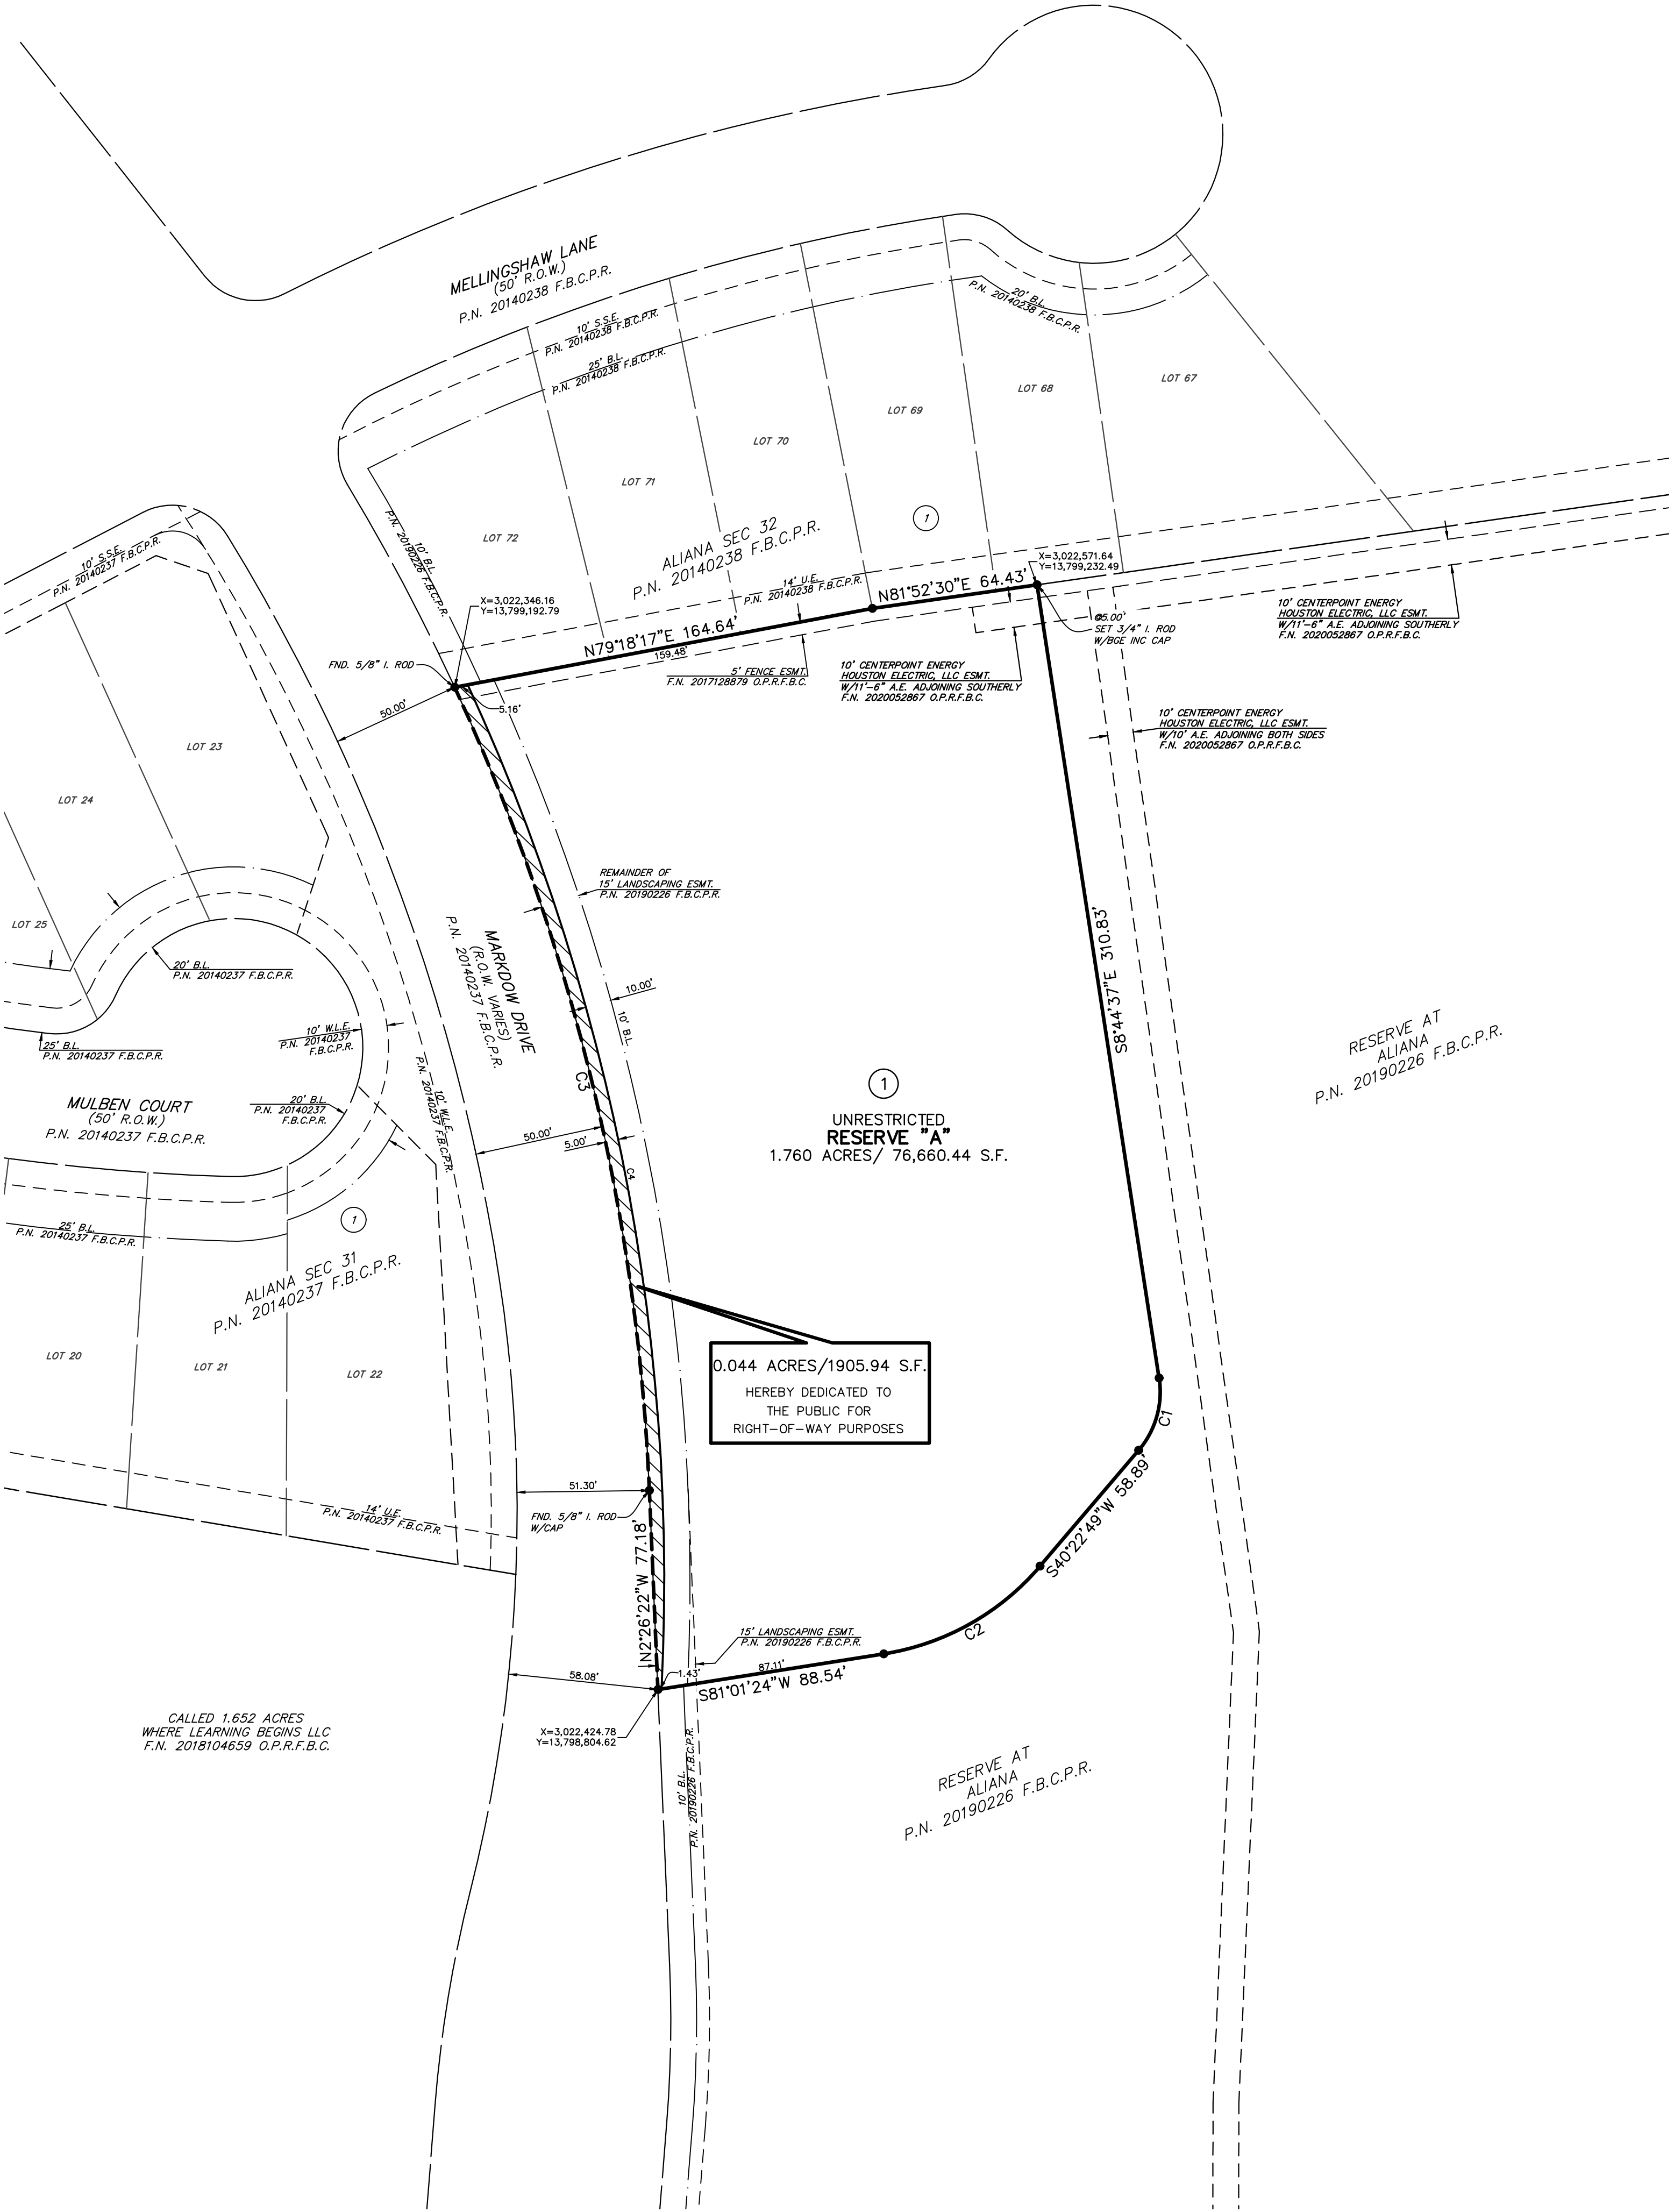 MELLINGSHAW LANE
(50' R.O.W.)
P.N. 20140238 F.B.C.P.R.
10' S.S.E.
P.N. 20140238 F.B.C.P.R.
25' B.L.
P.N. 20140238 F.B.C.P.R.
20' B.L.
P.N. 20140238 F.B.C.P.R.
LOT 67
LOT 68
LOT 69
LOT 70
LOT 71
LOT 72
1
ALIANA SEC 32
P.N. 20140238 F.B.C.P.R.
10' B.L.
P.N. 20190226 F.B.C.P.R.
10' S.S.E.
P.N. 20140237 F.B.C.P.R.
14' U.E.
P.N. 20140238 F.B.C.P.R.
X=3,022,571.64
Y=13,799,232.49
N81°52'30"E 64.43'
N79°18'17"E 164.64'
159.48'
X=3,022,346.16
Y=13,799,192.79
FND. 5/8" I. ROD
5.16'
50.00'
5' FENCE ESMT.
F.N. 2017128879 O.P.R.F.B.C.
@5.00'
SET 3/4" I. ROD
W/BGE INC CAP
10' CENTERPOINT ENERGY
HOUSTON ELECTRIC, LLC ESMT.
W/11'-6" A.E. ADJOINING SOUTHERLY
F.N. 2020052867 O.P.R.F.B.C.
10' CENTERPOINT ENERGY
HOUSTON ELECTRIC, LLC ESMT.
W/11'-6" A.E. ADJOINING SOUTHERLY
F.N. 2020052867 O.P.R.F.B.C.
10' CENTERPOINT ENERGY
HOUSTON ELECTRIC, LLC ESMT.
W/10' A.E. ADJOINING BOTH SIDES
F.N. 2020052867 O.P.R.F.B.C.
LOT 23
LOT 24
LOT 25
REMAINDER OF
15' LANDSCAPING ESMT.
P.N. 20190226 F.B.C.P.R.
MARKDOW DRIVE
(R.O.W. VARIES)
P.N. 20140237 F.B.C.P.R.
20' B.L.
P.N. 20140237 F.B.C.P.R.
25' B.L.
P.N. 20140237 F.B.C.P.R.
10' W.L.E.
P.N. 20140237
F.B.C.P.R.
20' B.L.
P.N. 20140237
F.B.C.P.R.
10' W.L.E.
P.N. 20140237 F.B.C.P.R.
MULBEN COURT
(50' R.O.W.)
P.N. 20140237 F.B.C.P.R.
10.00'
10' B.L.
C3
50.00'
5.00'
C4
S8°44'37"E 310.83'
1
UNRESTRICTED
RESERVE "A"
1.760 ACRES/ 76,660.44 S.F.
RESERVE AT
ALIANA
P.N. 20190226 F.B.C.P.R.
25' B.L.
P.N. 20140237 F.B.C.P.R.
1
ALIANA SEC 31
P.N. 20140237 F.B.C.P.R.
LOT 20
LOT 21
LOT 22
0.044 ACRES/1905.94 S.F.
HEREBY DEDICATED TO
THE PUBLIC FOR
RIGHT-OF-WAY PURPOSES
C1
S40°22'49"W 58.89'
14' U.E.
P.N. 20140237 F.B.C.P.R.
51.30'
FND. 5/8" I. ROD
W/CAP
N2°26'22"W 77.18'
15' LANDSCAPING ESMT.
P.N. 20190226 F.B.C.P.R.
C2
58.08'
1.43'
87.11'
S81°01'24"W 88.54'
X=3,022,424.78
Y=13,798,804.62
CALLED 1.652 ACRES
WHERE LEARNING BEGINS LLC
F.N. 2018104659 O.P.R.F.B.C.
10' B.L.
P.N. 20190226 F.B.C.P.R.
RESERVE AT
ALIANA
P.N. 20190226 F.B.C.P.R.